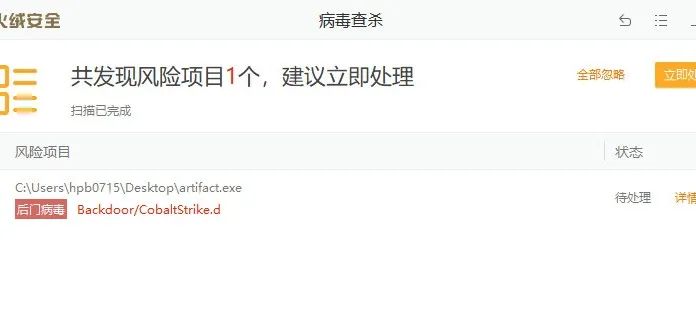 火绒安全
病毒查杀
共发现风险项目1个，建议立即处理
全部忽略
立即处
扫描已完成
风险项目
状态
C:\Users\hpb0715\Desktop\artifact.exe
待处理
详情
后门病毒 Backdoor/CobaltStrike.d